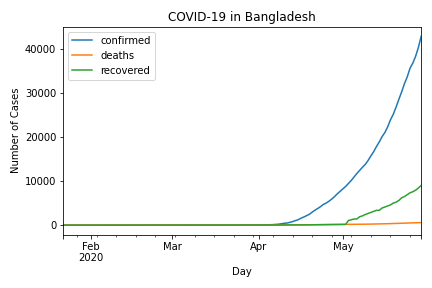 COVID-19 in Bangladesh
confirmed
deaths
recovered
Number of Cases
40000
30000
20000
10000
0
Feb
2020
Mar
Apr
May
Day